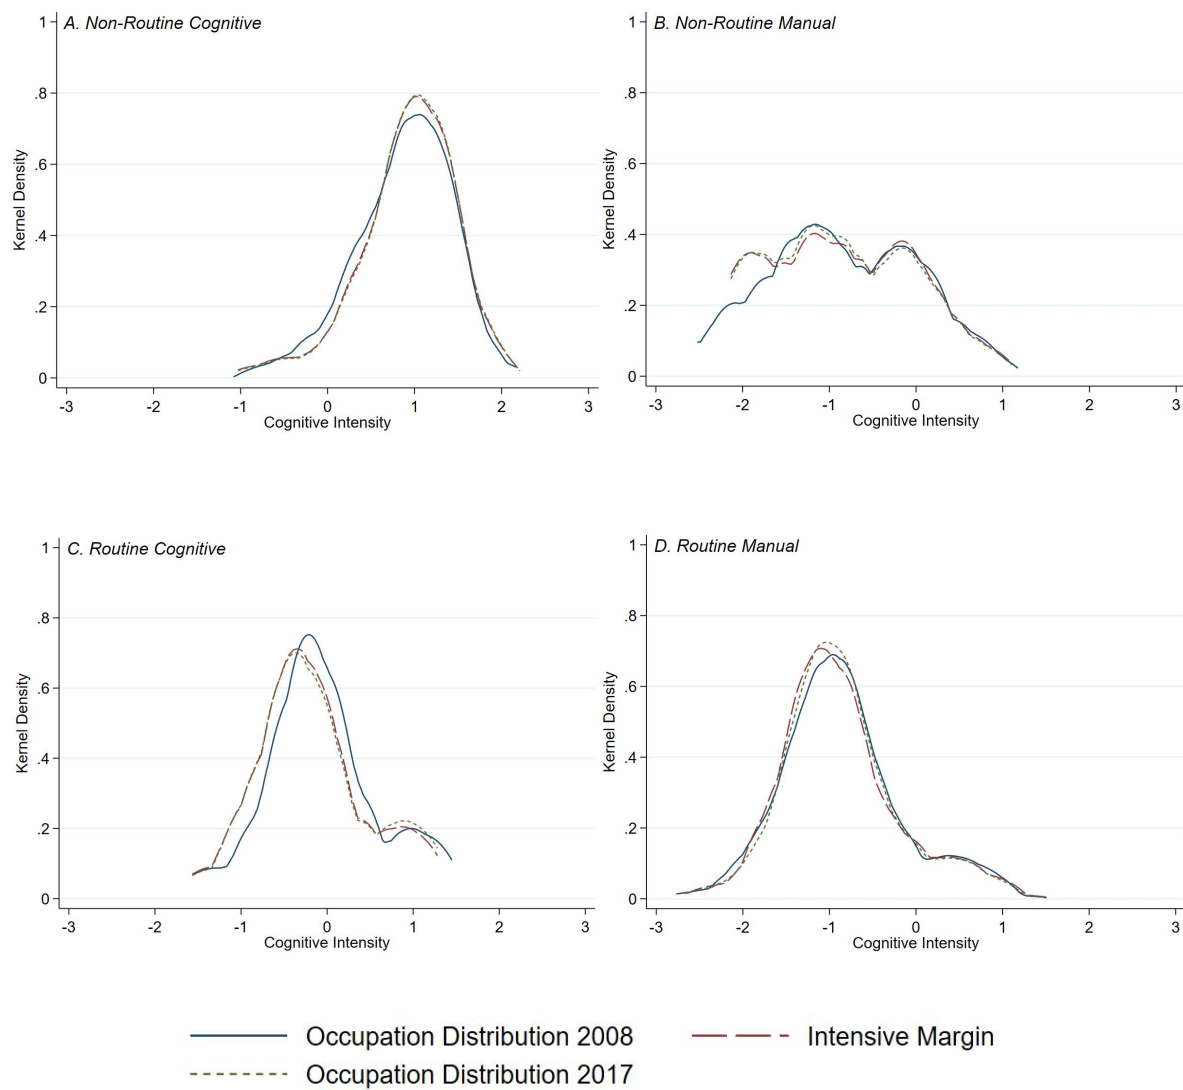 A. Non-Routine Cognitive
1
.8
.6
.4
.2
0
Kernel Density
-3 -2 -1 0 1 2 3
Cognitive Intensity
B. Non-Routine Manual
1
.8
.6
.4
.2
0
Kernel Density
-3 -2 -1 0 1 2 3
Cognitive Intensity
C. Routine Cognitive
1
.8
.6
.4
.2
0
Kernel Density
-3 -2 -1 0 1 2 3
Cognitive Intensity
D. Routine Manual
1
.8
.6
.4
.2
0
Kernel Density
-3 -2 -1 0 1 2 3
Cognitive Intensity
Occupation Distribution 2008 Intensive Margin
Occupation Distribution 2017